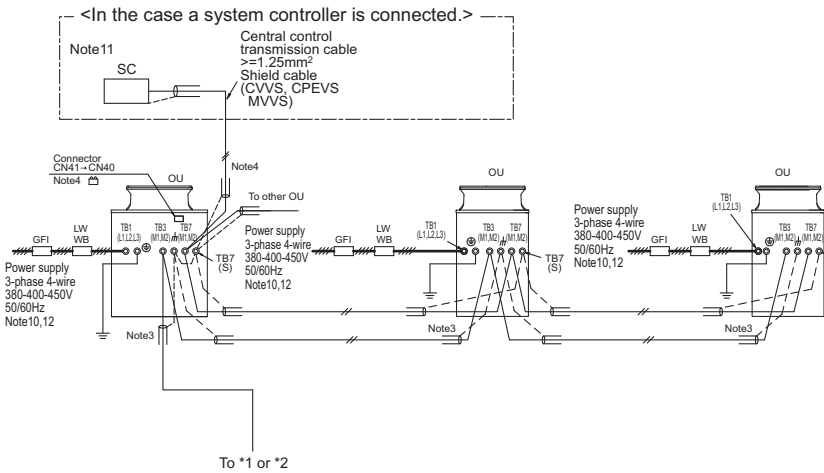 <In the case a system controller is connected.>
Note11
SC
Central control
transmission cable
>=1.25mm²
Shield cable
(CVVS, CPEVS
MVVS)
Connector
CN41→CN40
Note4
OU
Note4
To other OU
TB1
(L1,L2,L3)
TB3
(M1,M2)
TB7
(M1,M2)
TB7
(S)
GFI
LW
WB
Power supply
3-phase 4-wire
380-400-450V
50/60Hz
Note10,12
Note3
To *1 or *2
Power supply
3-phase 4-wire
380-400-450V
50/60Hz
Note10,12
GFI
LW
WB
OU
TB1
(L1,L2,L3)
TB3
(M1,M2)
TB7
(M1,M2)
TB7
(S)
Note3
Power supply
3-phase 4-wire
380-400-450V
50/60Hz
Note10,12
GFI
LW
WB
OU
TB1
(L1,L2,L3)
TB3
(M1,M2)
TB7
(M1,M2)
Note3